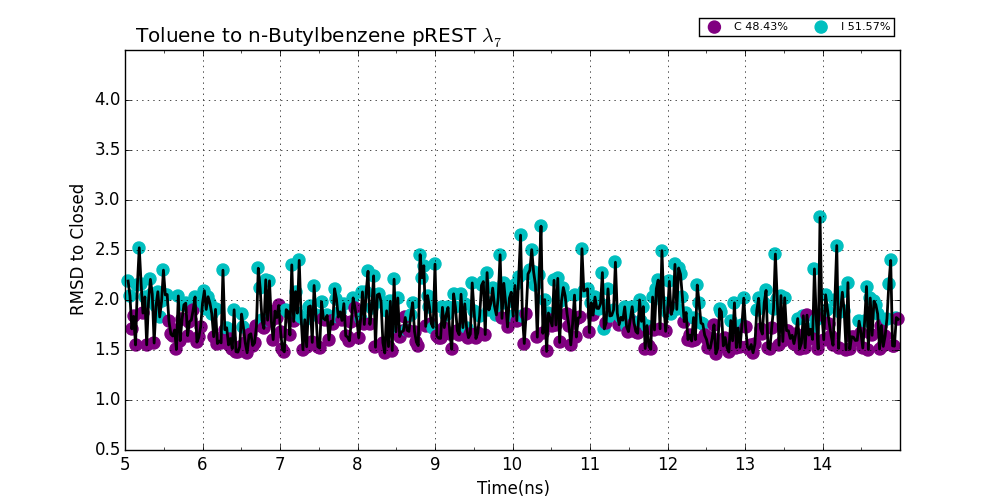 Toluene to n-Butylbenzene pREST λ₇
C 48.43% I 51.57%
4.0
3.5
3.0
2.5
2.0
1.5
1.0
0.5
RMSD to Closed
5 6 7 8 9 10 11 12 13 14
Time(ns)